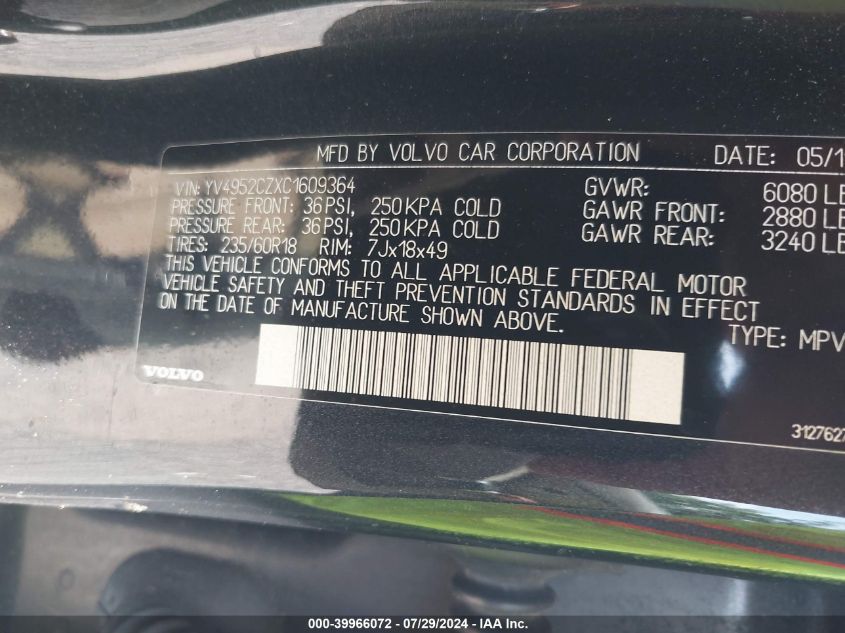 MFD BY VOLVO CAR CORPORATION DATE: 05/1
VIN: YV4952CZXC1609364 GVWR: 6080 LB
PRESSURE FRONT: 36PSI, 250KPA COLD GAWR FRONT: 2880 LB
PRESSURE REAR: 36PSI, 250KPA COLD GAWR REAR: 3240 LB
TIRES: 235/60R18 RIM: 7Jx18x49
THIS VEHICLE CONFORMS TO ALL APPLICABLE FEDERAL MOTOR
VEHICLE SAFETY AND THEFT PREVENTION STANDARDS IN EFFECT
ON THE DATE OF MANUFACTURE SHOWN ABOVE.
TYPE: MPV
VOLVO
3127627
000-39966072 / 07/29/2024 - IAA Inc.